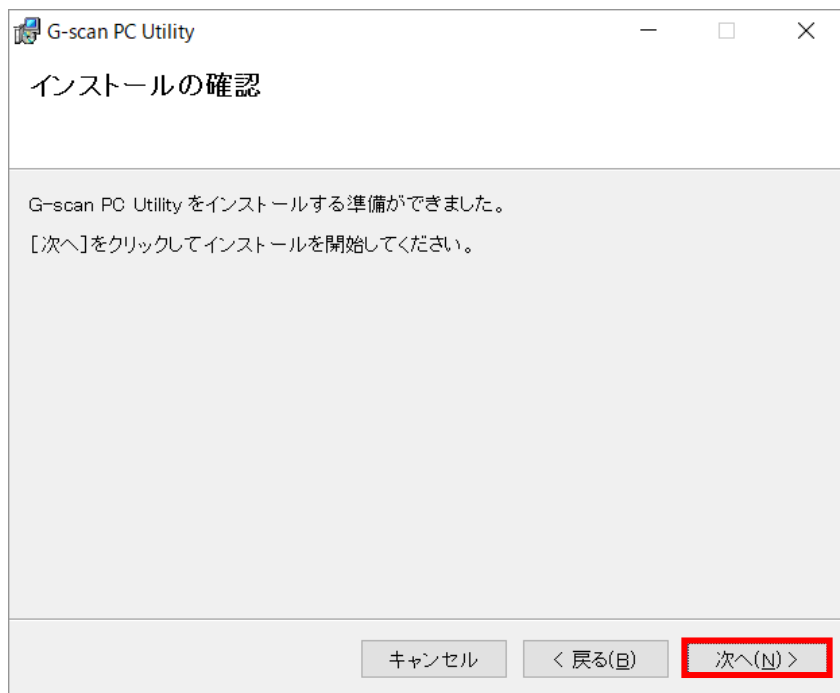 G-scan PC Utility
インストールの確認
G-scan PC Utility をインストールする準備ができました。
[次へ]をクリックしてインストールを開始してください。
キャンセル
< 戻る(B)
次へ(N) >